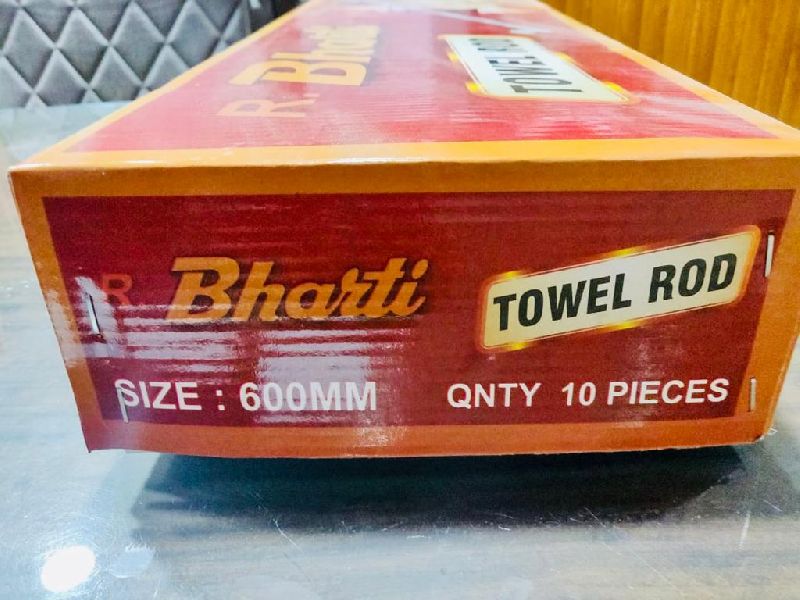 R. Bharti
TOWEL ROD
R Bharti
TOWEL ROD
SIZE : 600MM
QNTY 10 PIECES